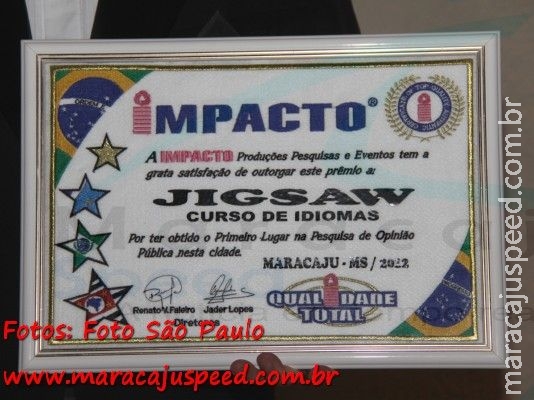 ORDEM E
iMPACTO®
A IMPACTO Produções Pesquisas e Eventos tem a
grata satisfação de outorgar este prêmio a:
JIGSAW
CURSO DE IDIOMAS
Por ter obtido o Primeiro Lugar na Pesquisa de Opinião
Pública nesta cidade.
MARACAJU - MS / 2012
Renato V. Faleiro Jader Lopes
Diretores
QUALIDADE
TOTAL
Fotos: Foto São Paulo
www.maracajuspeed.com.br
maracajuspeed.com.br